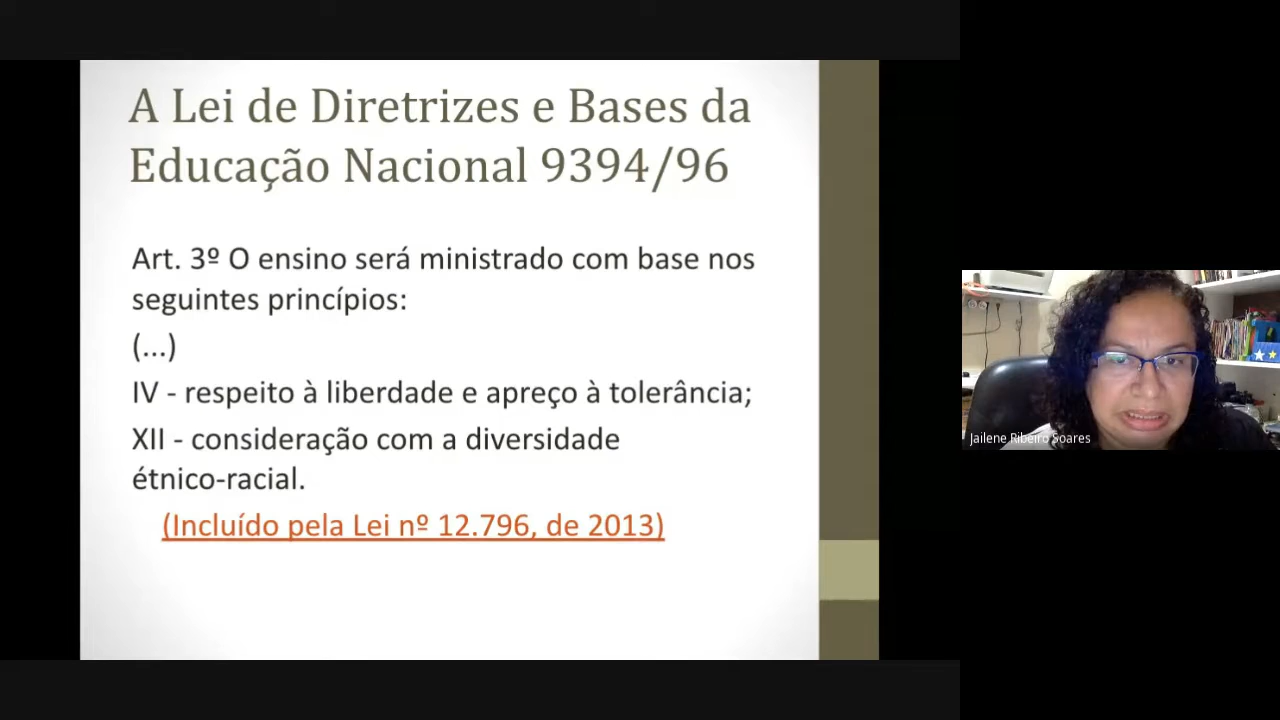 A Lei de Diretrizes e Bases da
Educação Nacional 9394/96
Art. 3º O ensino será ministrado com base nos
seguintes princípios:
(...)
IV - respeito à liberdade e apreço à tolerância;
XII - consideração com a diversidade
étnico-racial.
(Incluído pela Lei nº 12.796, de 2013)
Jailene Ribeiro Soares